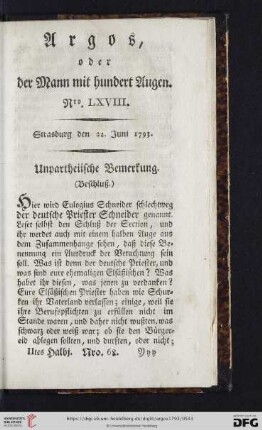 Argos,
oder
der Mann mit hundert Augen.
Nro. LXVIII.
Strasburg den 22. Juni 1793.
Unpartheiische Bemerkung.
(Beschluß.)
Hier wird Eulogius Schneider schlechtweg
der deutsche Priester Schneider genannt.
Leset selbst den Schluß der Section, und
ihr werdet auch mit einem halben Auge aus
dem Zusammenhange sehen, daß diese Be-
nennung ein Ausdruck der Verachtung seyn
soll. Was ist denn der deutsche Priester, und
was sind eure ehemaligen Elsäßischen? Was
habet ihr diesen, was jenem zu verdanken?
Eure Elsäßischen Priester haben wie Schur-
ken ihr Vaterland verlassen; einige, weil sie
ihre Berufspflichten zu erfüllen nicht im
Stande waren, und daher nicht wußten, was
schwarz oder weiß war; ob sie den Bürger-
eid ablegen sollten, und durften, oder nicht;
IItes Halbj. Nro. 68. Yyy
DFG